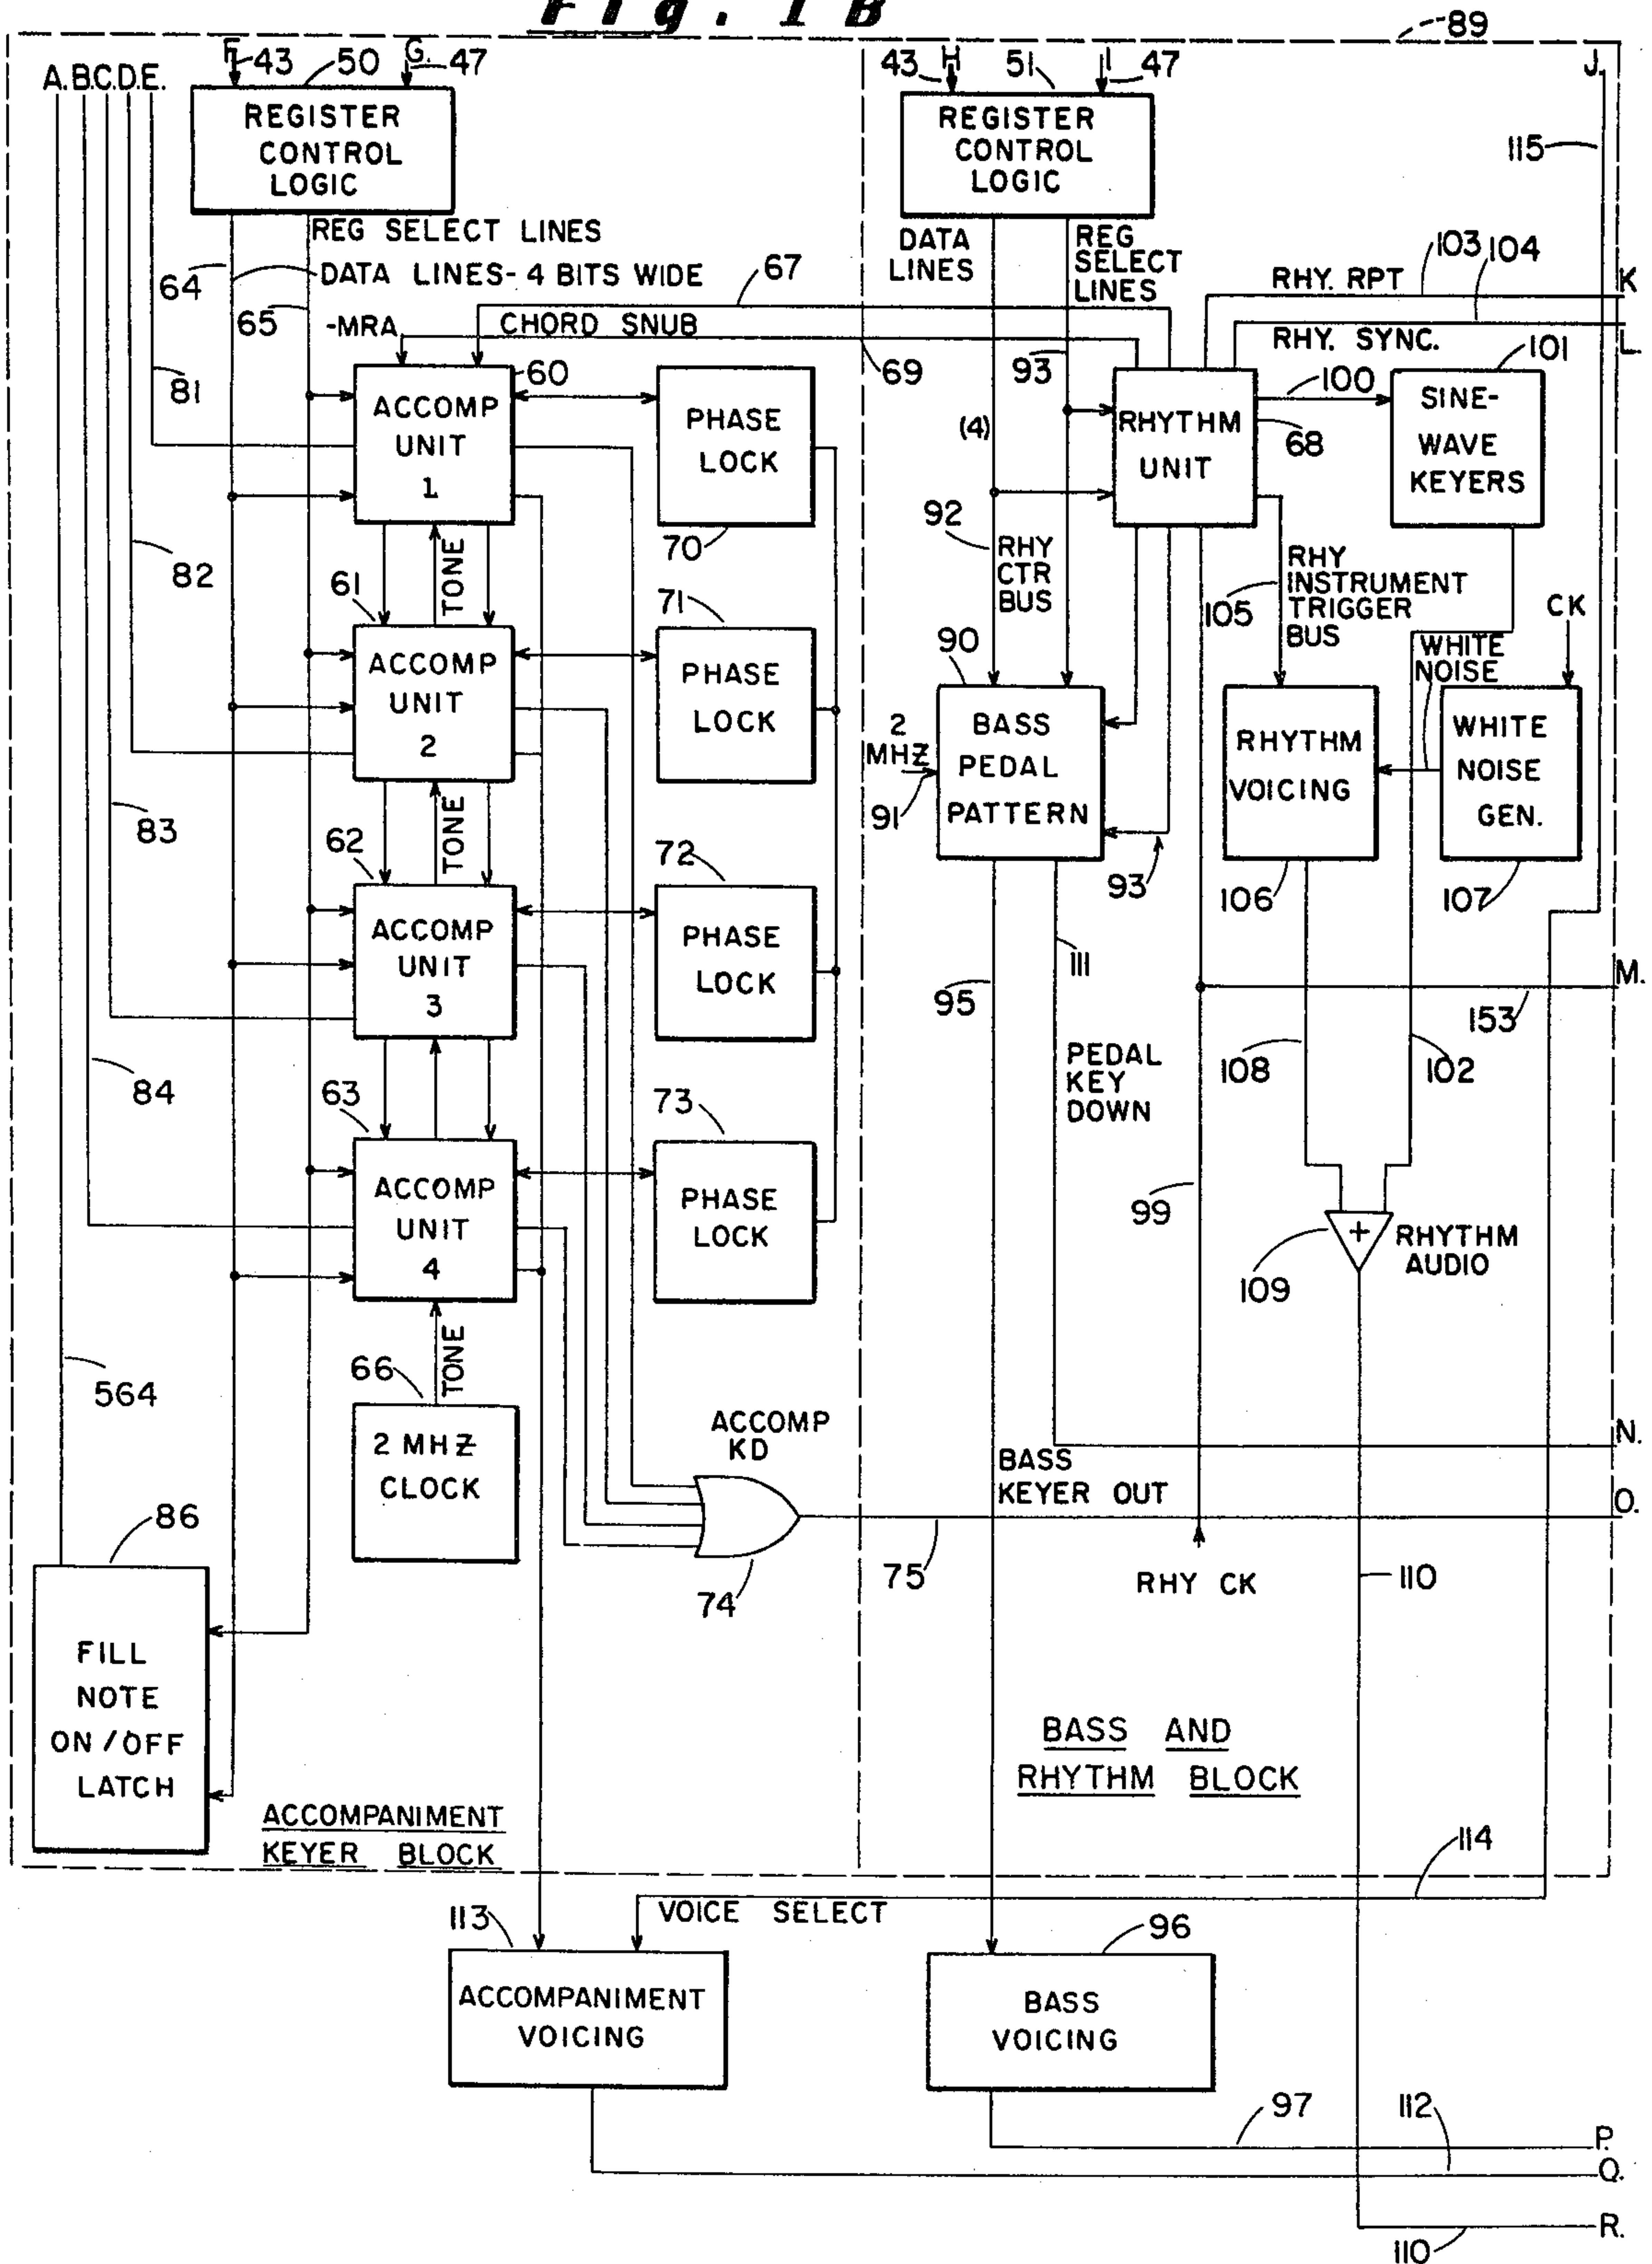 Fig. 1B
89
A. B. C. D. E.
F 43
50
G. 47
43 H
51
I 47
J.
REGISTER
CONTROL
LOGIC
REGISTER
CONTROL
LOGIC
115
REG SELECT LINES
DATA LINES-4 BITS WIDE
64
65
67
DATA
LINES
REG
SELECT
LINES
103
104
RHY. RPT
K
RHY. SYNC.
L.
-MRA
CHORD SNUB
69
93
60
ACCOMP
UNIT
1
PHASE
LOCK
70
81
(4)
RHYTHM
UNIT
68
100
101
SINE-
WAVE
KEYERS
82
61
TONE
71
92
RHY
CTR
BUS
105
RHY
INSTRUMENT
TRIGGER
BUS
CK
WHITE
NOISE
90
ACCOMP
UNIT
2
PHASE
LOCK
2
MHZ
91
BASS
PEDAL
PATTERN
RHYTHM
VOICING
WHITE
NOISE
GEN.
83
62
TONE
72
93
106
107
ACCOMP
UNIT
3
PHASE
LOCK
95
111
M.
153
84
63
73
PEDAL
KEY
DOWN
108
102
ACCOMP
UNIT
4
PHASE
LOCK
99
109
+
RHYTHM
AUDIO
564
66
TONE
2 MHZ
CLOCK
ACCOMP
KD
N.
BASS
KEYER OUT
O.
86
74
75
RHY CK
110
FILL
NOTE
ON/OFF
LATCH
BASS AND
RHYTHM BLOCK
ACCOMPANIMENT
KEYER BLOCK
114
113
VOICE SELECT
96
ACCOMPANIMENT
VOICING
BASS
VOICING
97
112
P.
Q.
R.
110